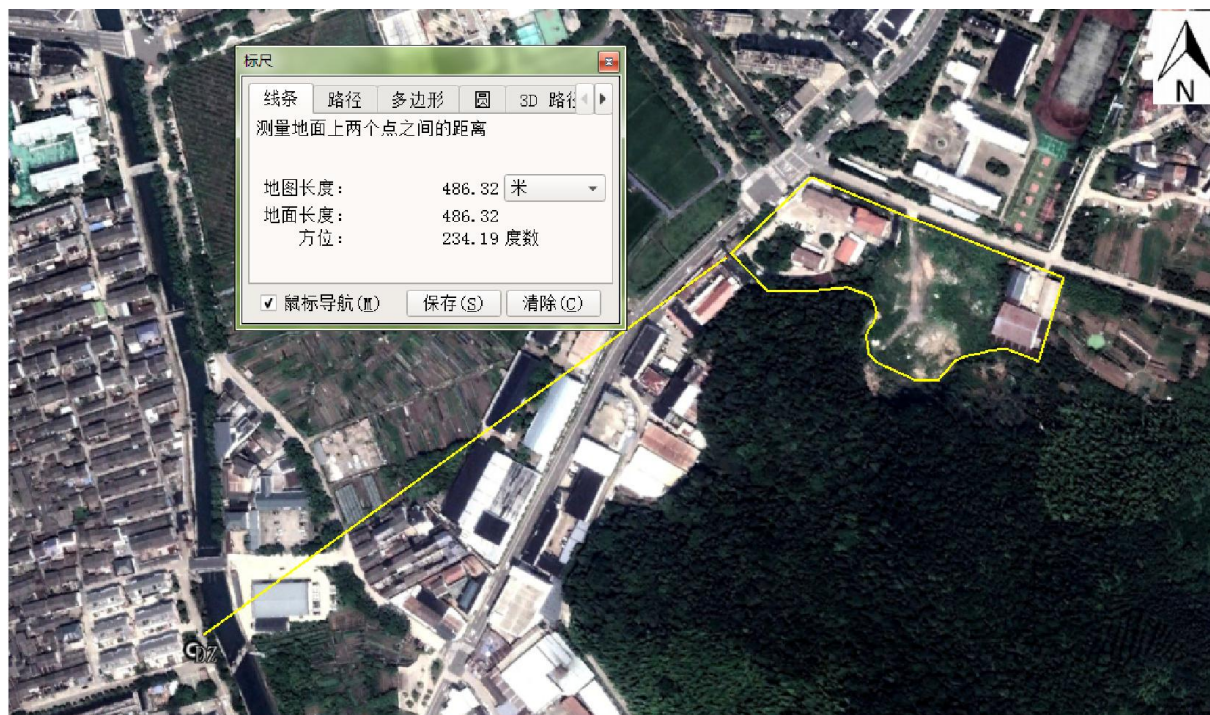 标尺
线条 路径 多边形 圆 3D 路径
测量地面上两个点之间的距离
地图长度： 486.32 米
地面长度： 486.32
方位： 234.19 度数
鼠标导航(M) 保存(S) 清除(C)
N
DZ